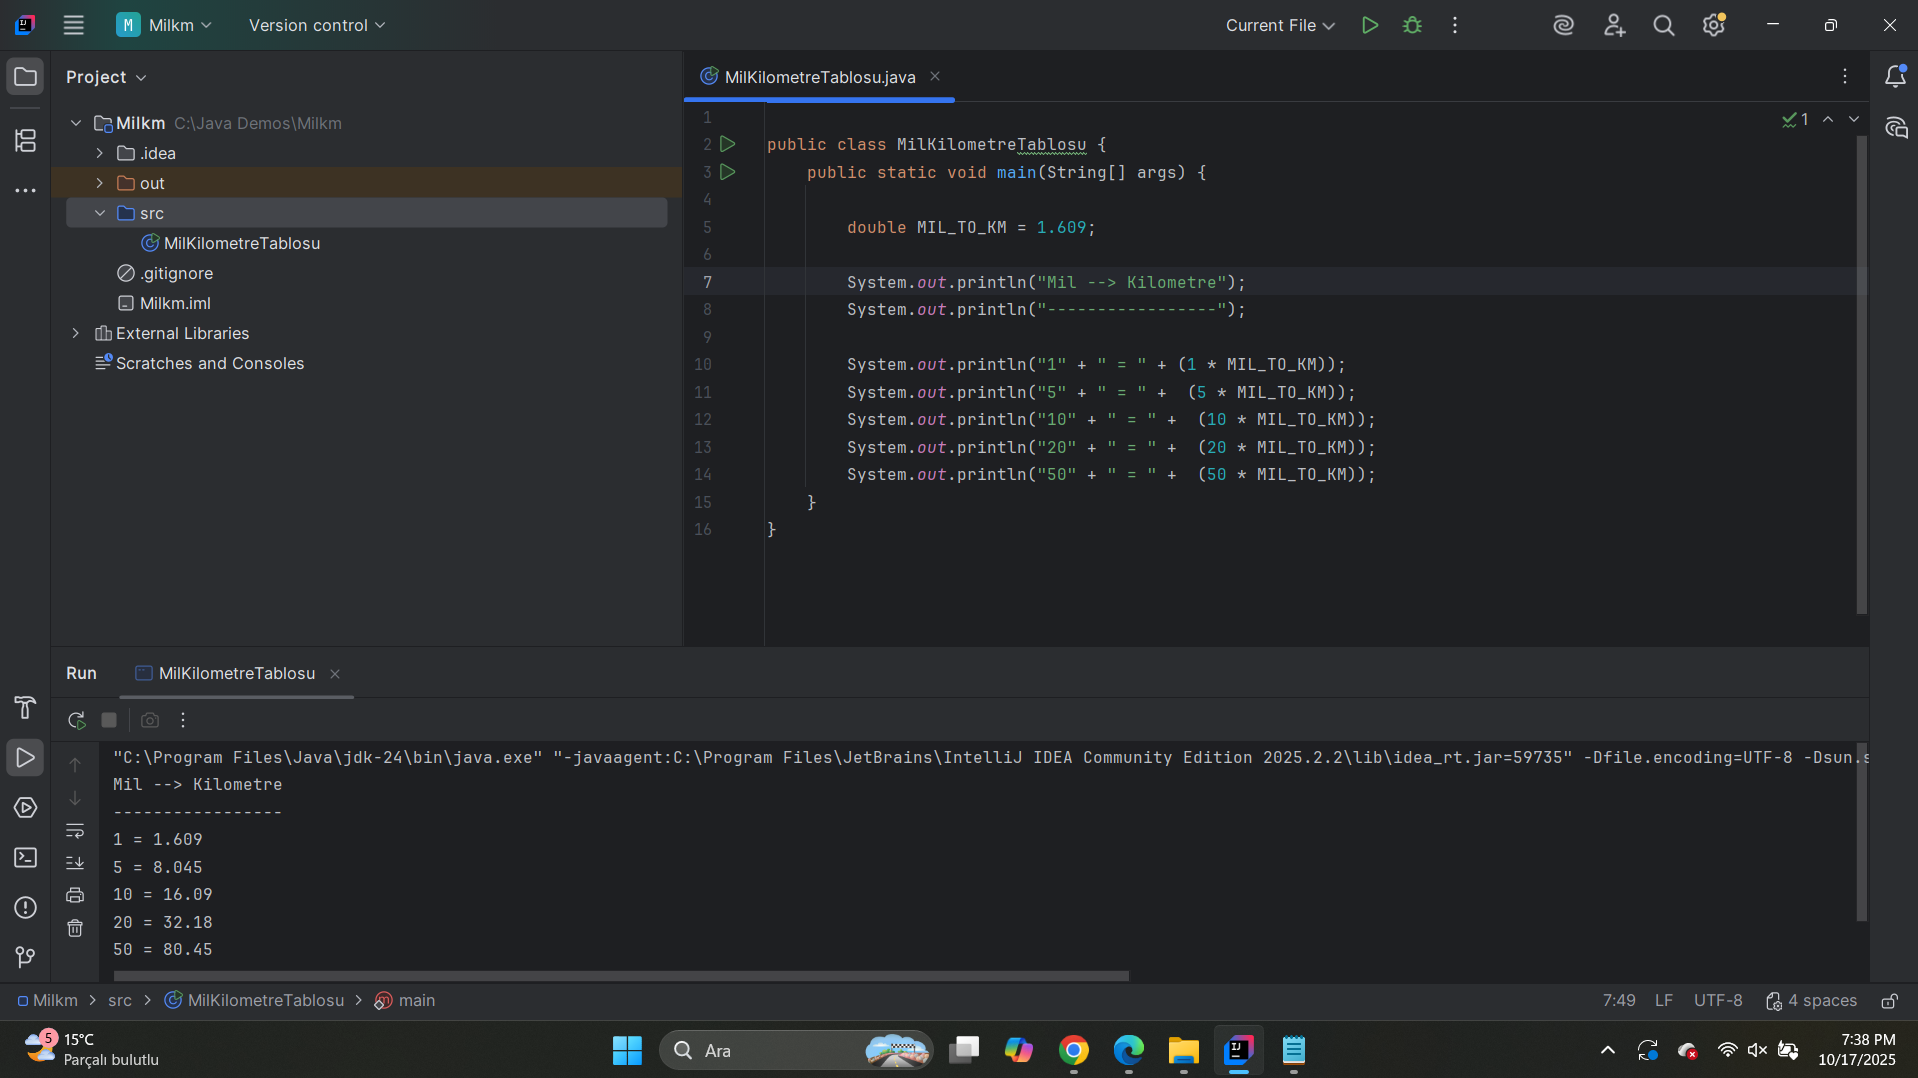 M Milkm Version control Current File
Project
MilKilometreTablosu.java
Milkm C:\Java Demos\Milkm
.idea
out
src
MilKilometreTablosu
.gitignore
Milkm.iml
External Libraries
Scratches and Consoles
1
1
2 public class MilKilometreTablosu {
3 public static void main(String[] args) {
4
5 double MIL_TO_KM = 1.609;
6
7 System.out.println("Mil --> Kilometre");
8 System.out.println("-----------------");
9
10 System.out.println("1" + " = " + (1 * MIL_TO_KM));
11 System.out.println("5" + " = " +  (5 * MIL_TO_KM));
12 System.out.println("10" + " = " +  (10 * MIL_TO_KM));
13 System.out.println("20" + " = " +  (20 * MIL_TO_KM));
14 System.out.println("50" + " = " +  (50 * MIL_TO_KM));
15 }
16 }
Run MilKilometreTablosu
"C:\Program Files\Java\jdk-24\bin\java.exe" "-javaagent:C:\Program Files\JetBrains\IntelliJ IDEA Community Edition 2025.2.2\lib\idea_rt.jar=59735" -Dfile.encoding=UTF-8 -Dsun.s
Mil --> Kilometre
-----------------
1 = 1.609
5 = 8.045
10 = 16.09
20 = 32.18
50 = 80.45
Milkm > src > MilKilometreTablosu > main 7:49 LF UTF-8 4 spaces
5 15°C
Parçalı bulutlu
Ara
7:38 PM
10/17/2025